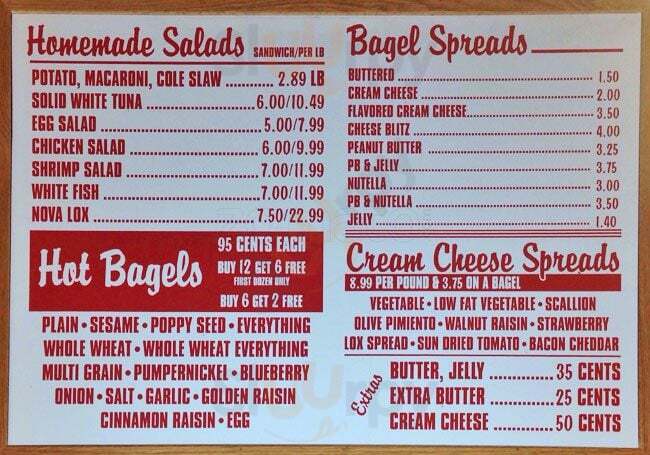 Homemade Salads SANDWICH/PER LB
POTATO, MACARONI, COLE SLAW ............ 2.89 LB
SOLID WHITE TUNA ......................... 6.00/10.49
EGG SALAD ..................................... 5.00/7.99
CHICKEN SALAD .............................. 6.00/9.99
SHRIMP SALAD .............................. 7.00/11.99
WHITE FISH .................................. 7.00/11.99
NOVA LOX .................................... 7.50/22.99
Hot Bagels
95 CENTS EACH
BUY 12 GET 6 FREE
FIRST DOZEN ONLY
BUY 6 GET 2 FREE
PLAIN • SESAME • POPPY SEED • EVERYTHING
WHOLE WHEAT • WHOLE WHEAT EVERYTHING
MULTI GRAIN • PUMPERNICKEL • BLUEBERRY
ONION • SALT • GARLIC • GOLDEN RAISIN
CINNAMON RAISIN • EGG
Bagel Spreads
BUTTERED ........................................ 1.50
CREAM CHEESE ................................... 2.00
FLAVORED CREAM CHEESE......................... 3.50
CHEESE BLITZ ................................... 4.00
PEANUT BUTTER .................................. 3.25
PB & JELLY ...................................... 3.75
NUTELLA ......................................... 3.00
PB & NUTELLA .................................... 3.50
JELLY ........................................... 1.40
Cream Cheese Spreads
8.99 PER POUND & 3.75 ON A BAGEL
VEGETABLE • LOW FAT VEGETABLE • SCALLION
OLIVE PIMIENTO • WALNUT RAISIN • STRAWBERRY
LOX SPREAD • SUN DRIED TOMATO • BACON CHEDDAR
Extras
BUTTER, JELLY ................ 35 CENTS
EXTRA BUTTER ................ 25 CENTS
CREAM CHEESE ............... 50 CENTS